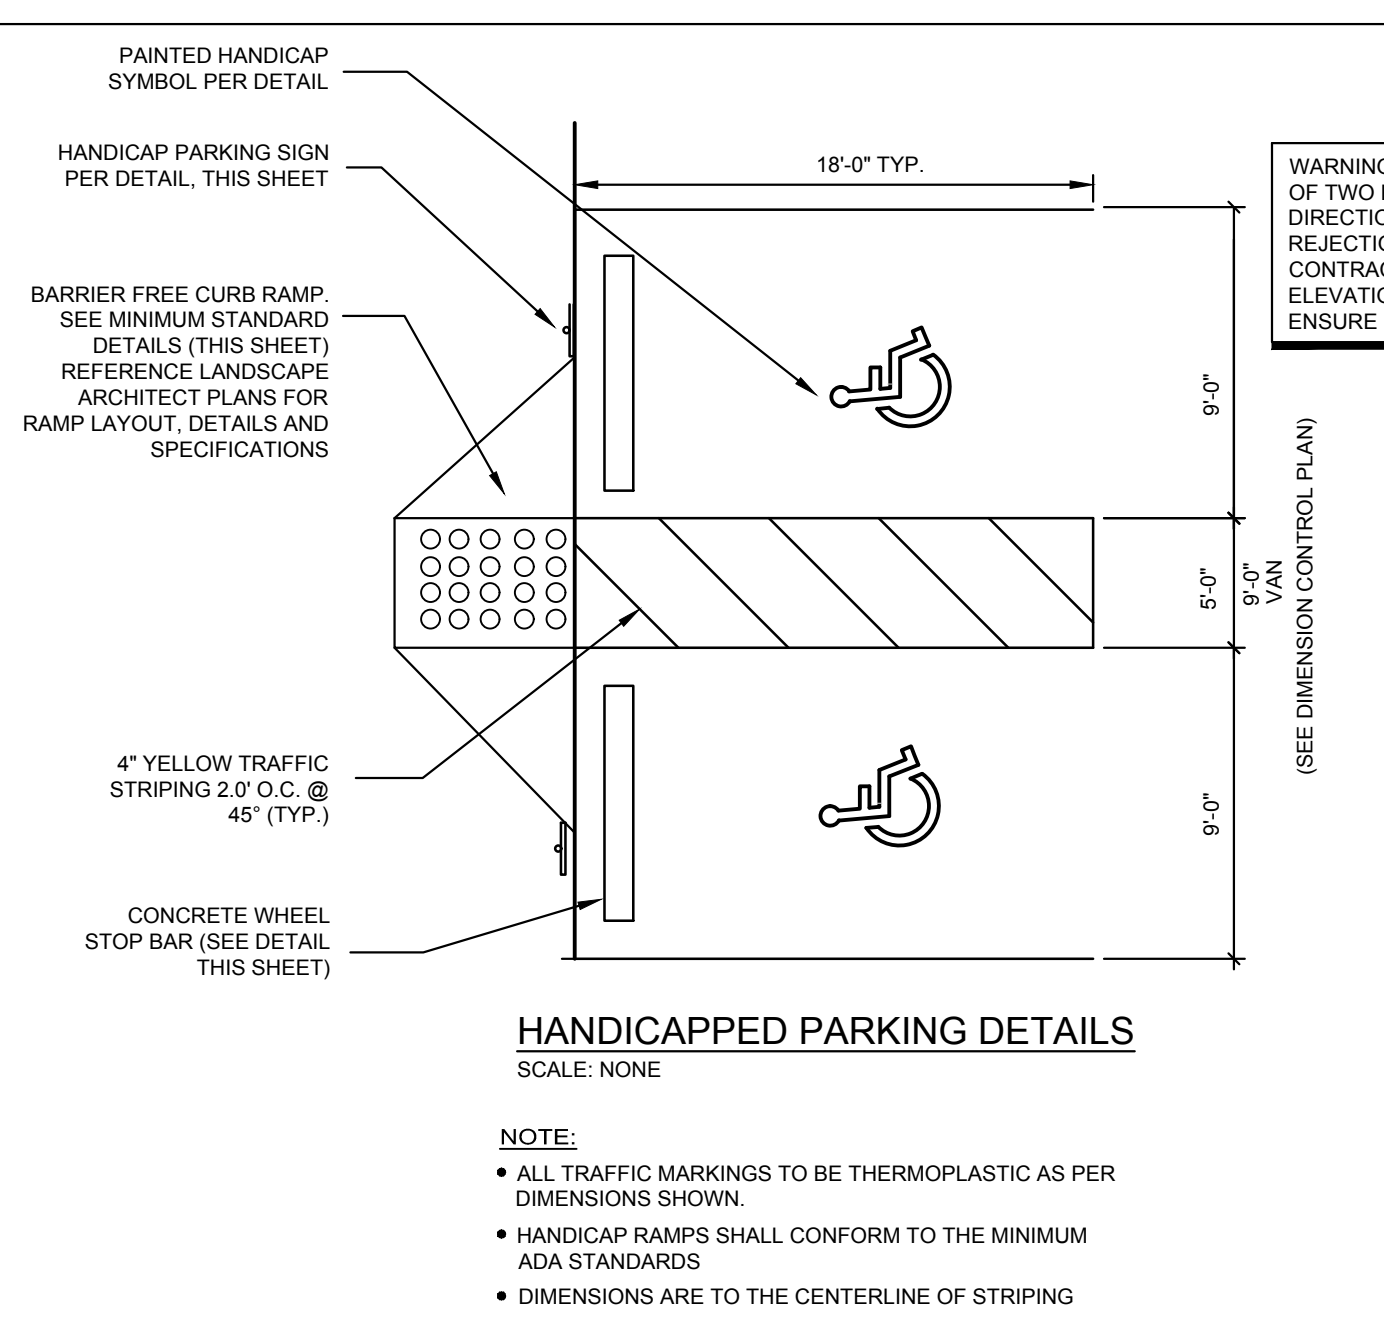 PAINTED HANDICAP
SYMBOL PER DETAIL
HANDICAP PARKING SIGN
PER DETAIL, THIS SHEET
BARRIER FREE CURB RAMP.
SEE MINIMUM STANDARD
DETAILS (THIS SHEET)
REFERENCE LANDSCAPE
ARCHITECT PLANS FOR
RAMP LAYOUT, DETAILS AND
SPECIFICATIONS
4" YELLOW TRAFFIC
STRIPING 2.0' O.C. @
45° (TYP.)
CONCRETE WHEEL
STOP BAR (SEE DETAIL
THIS SHEET)
18'-0" TYP.
9'-0"
5'-0"
9'-0"
VAN
(SEE DIMENSION CONTROL PLAN)
9'-0"
OF TWO
ENSURE
HANDICAPPED PARKING DETAILS
SCALE: NONE
NOTE:
• ALL TRAFFIC MARKINGS TO BE THERMOPLASTIC AS PER
DIMENSIONS SHOWN.
• HANDICAP RAMPS SHALL CONFORM TO THE MINIMUM
ADA STANDARDS
• DIMENSIONS ARE TO THE CENTERLINE OF STRIPING